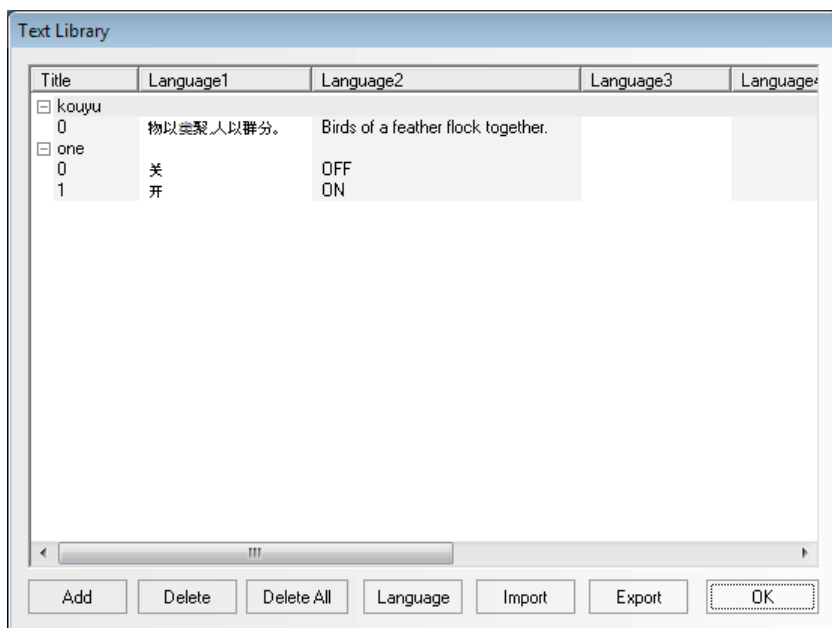 Text Library
Title Language1 Language2 Language3 Language
kouyu
0 物以类聚,人以群分。 Birds of a feather flock together.
one
0 关 OFF
1 开 ON
Add Delete Delete All Language Import Export OK